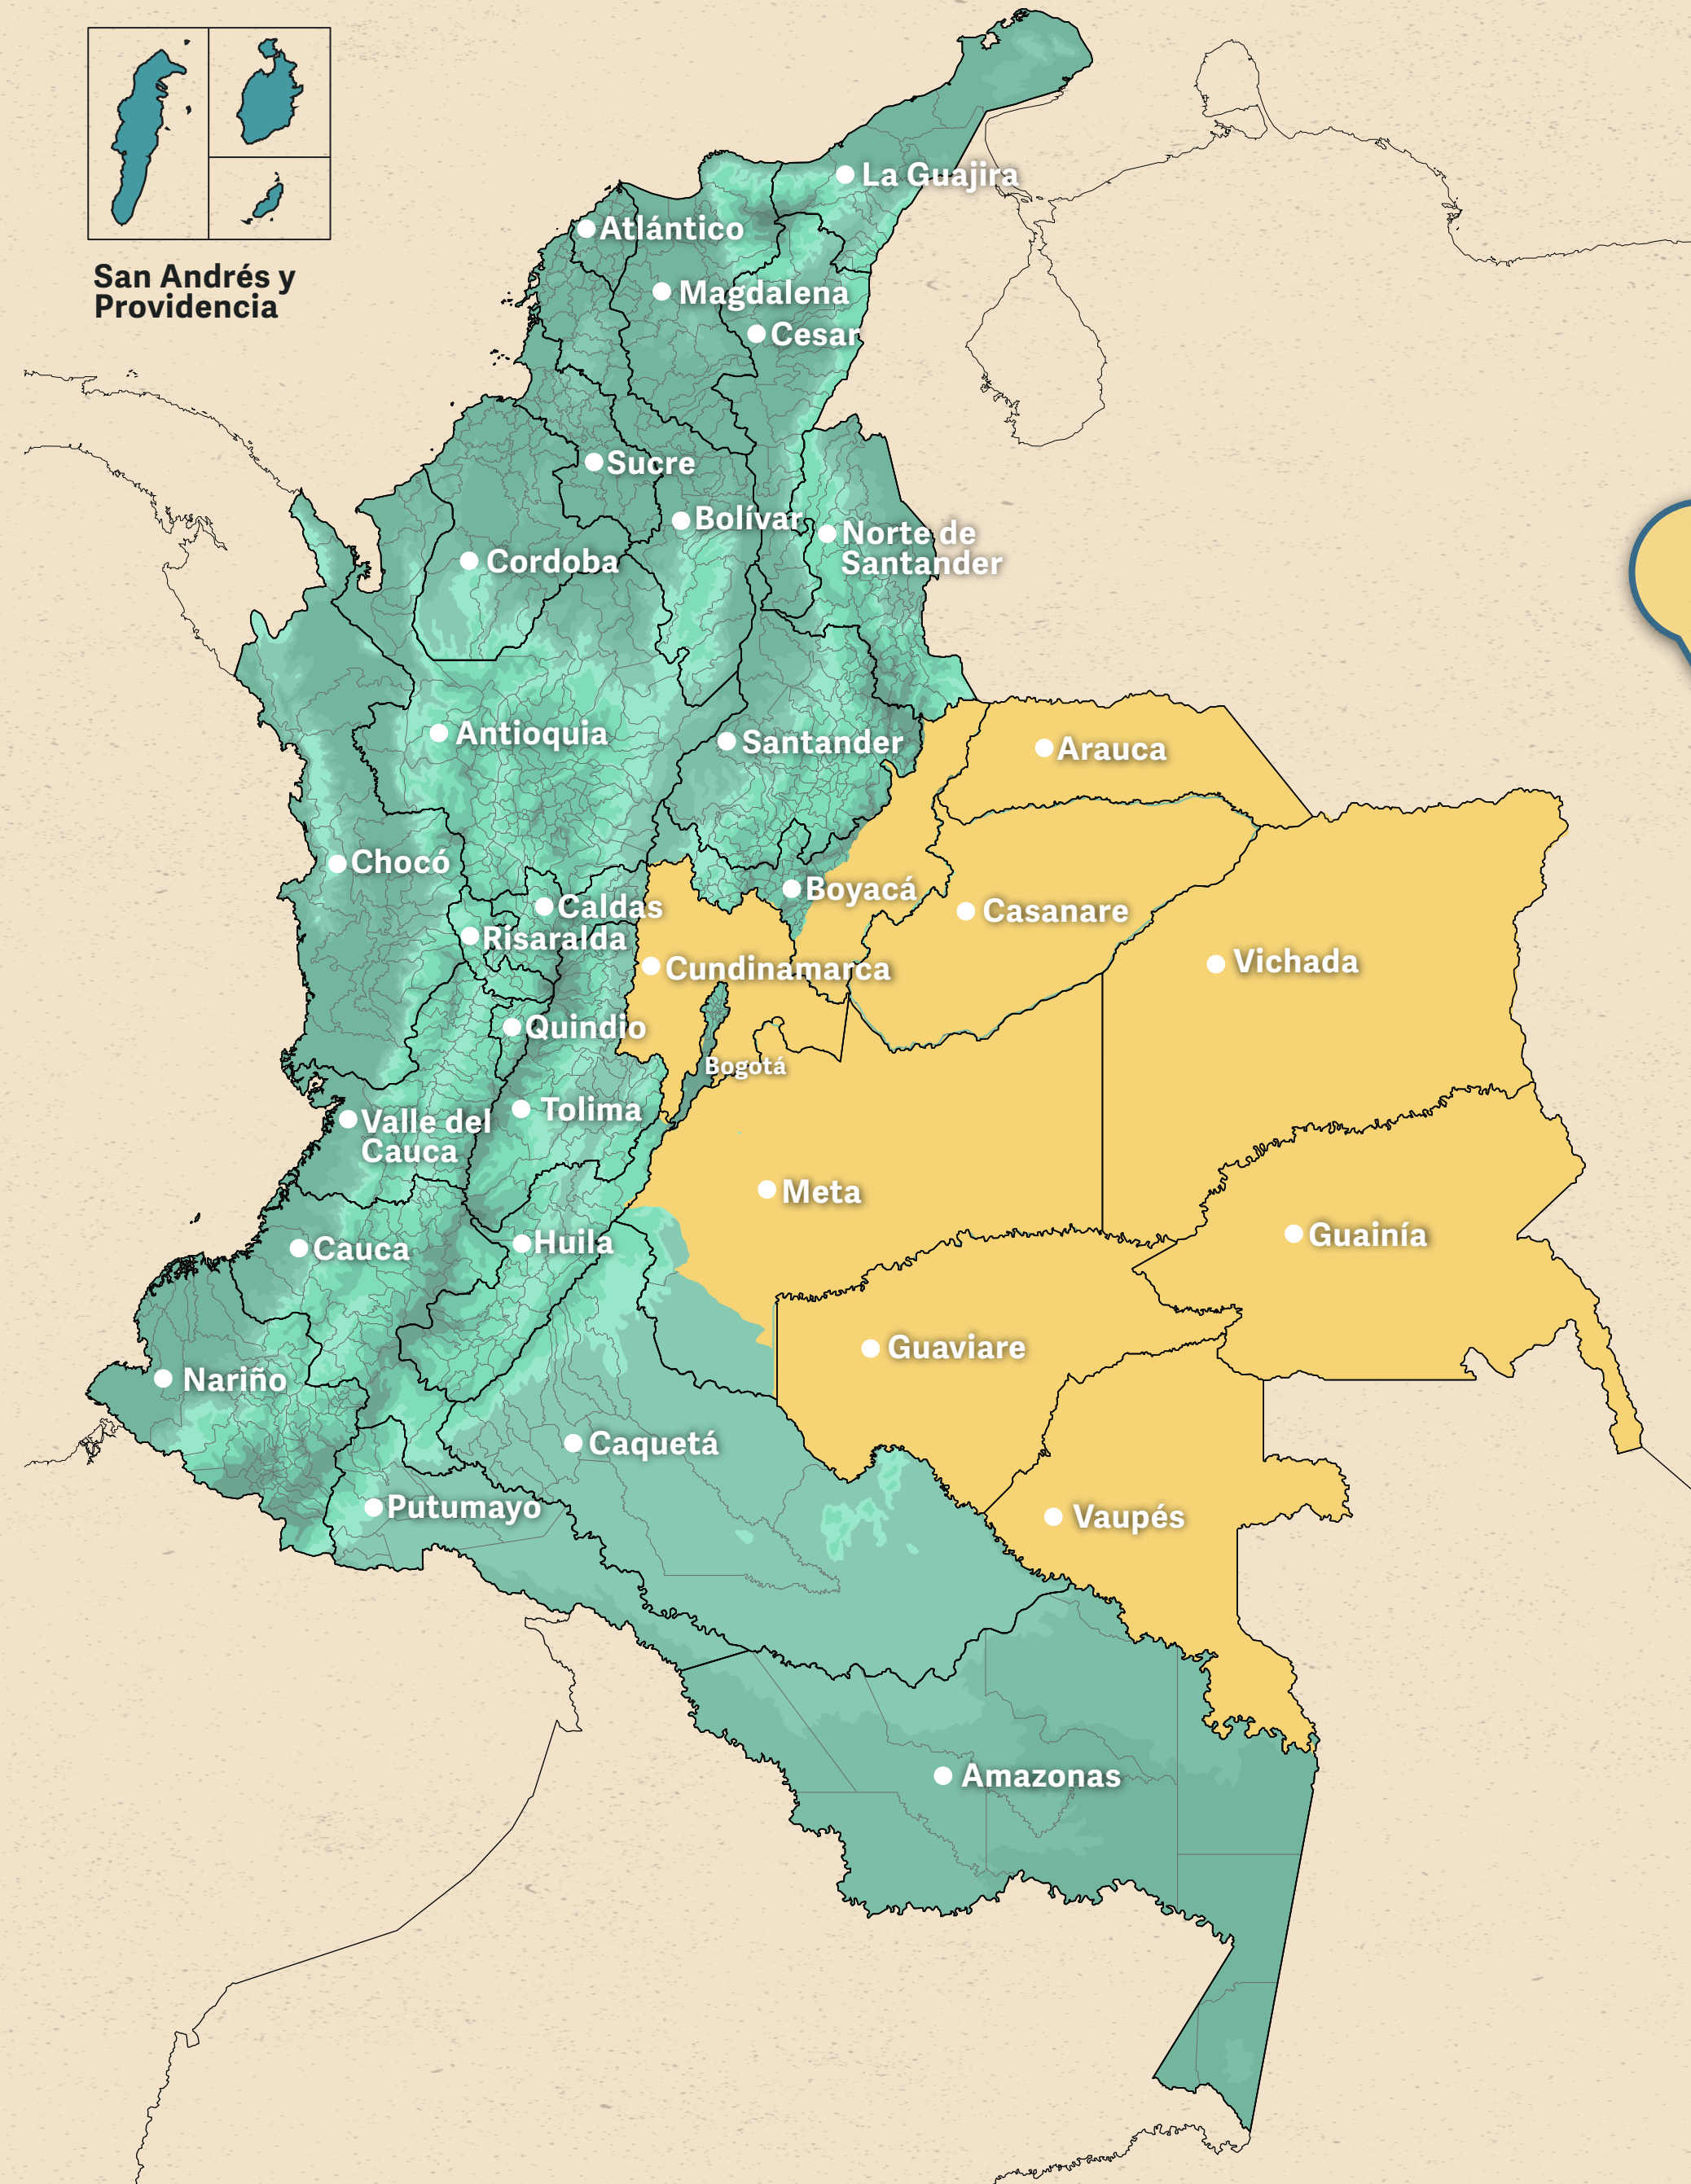 San Andrés y
Providencia
La Guajira
Atlántico
Magdalena
Cesar
Sucre
Bolívar
Norte de
Santander
Cordoba
Antioquia
Santander
Arauca
Chocó
Boyacá
Caldas
Casanare
Risaralda
Vichada
Cundinamarca
Quindio
Bogotá
Tolima
Valle del
Cauca
Meta
Guainía
Huila
Cauca
Guaviare
Nariño
Caquetá
Putumayo
Vaupés
Amazonas